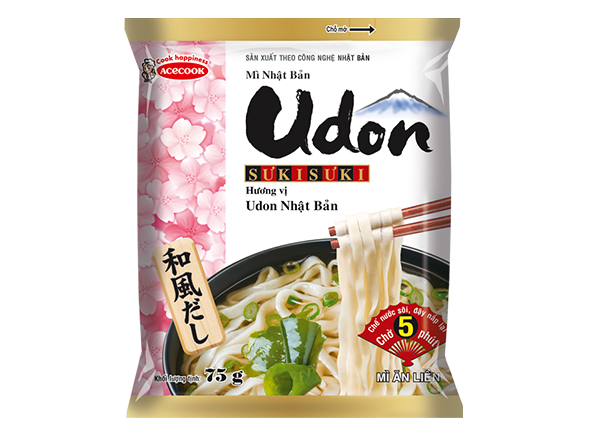 Chỗ mở
SẢN XUẤT THEO CÔNG NGHỆ NHẬT BẢN
Cook happiness
ACECOOK
Mì Nhật Bản
Udon
SƯKISƯKI
Hương vị
Udon Nhật Bản
和風だし
Chế nước sôi, đậy nắp lại
Chờ 5 phút
Khối lượng tịnh: 75 g
MÌ ĂN LIỀN